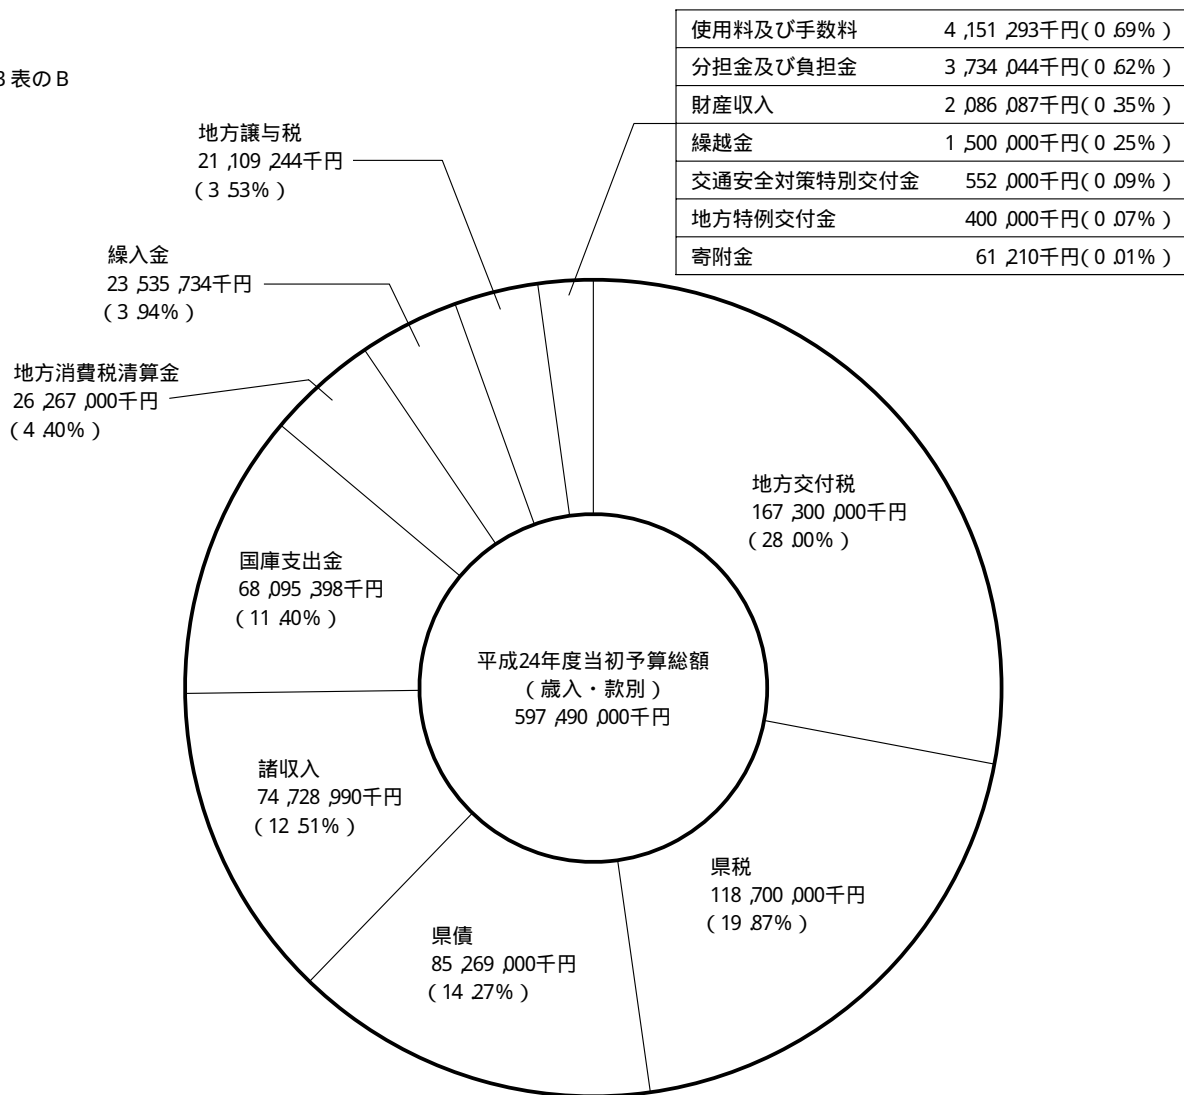 3表のB
使用料及び手数料 4,151,293千円(0.69%)
分担金及び負担金 3,734,044千円(0.62%)
財産収入 2,086,087千円(0.35%)
繰越金 1,500,000千円(0.25%)
交通安全対策特別交付金 552,000千円(0.09%)
地方特例交付金 400,000千円(0.07%)
寄附金 61,210千円(0.01%)
地方譲与税
21,109,244千円
(3.53%)
繰入金
23,535,734千円
(3.94%)
地方消費税清算金
26,267,000千円
(4.40%)
国庫支出金
68,095,398千円
(11.40%)
諸収入
74,728,990千円
(12.51%)
県債
85,269,000千円
(14.27%)
県税
118,700,000千円
(19.87%)
地方交付税
167,300,000千円
(28.00%)
平成24年度当初予算総額
(歳入・款別)
597,490,000千円